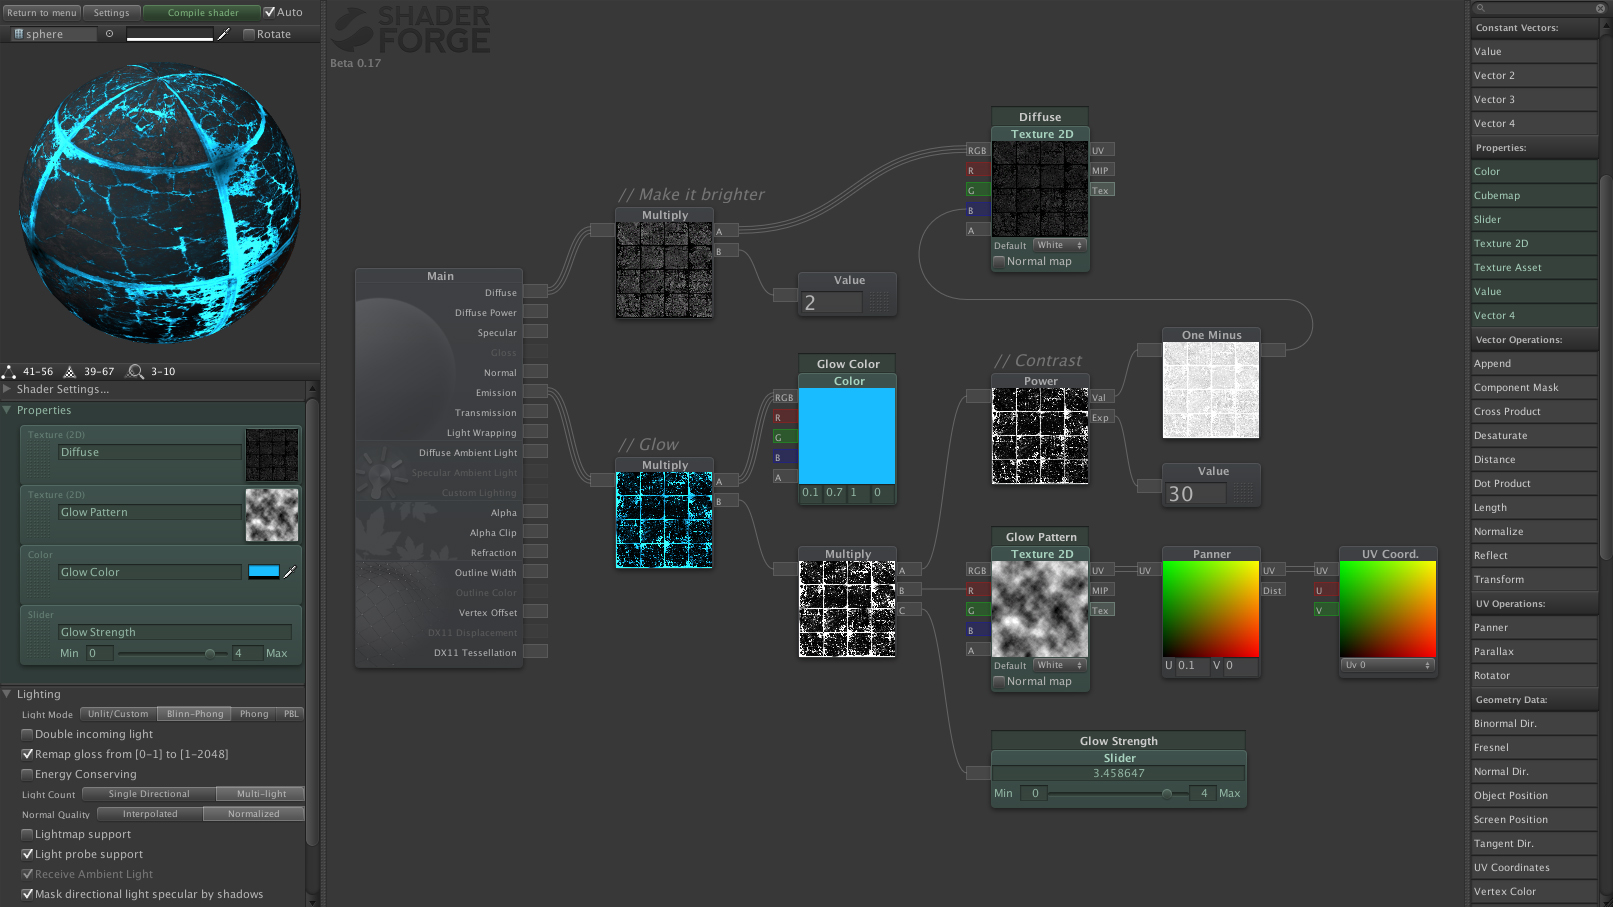 Return to menu Settings Compile shader Auto
sphere Rotate
41-56 39-67 3-10
Shader Settings...
Properties
Texture (2D)
Diffuse
Texture (2D)
Glow Pattern
Color
Glow Color
Slider
Glow Strength
Min 0 4 Max
Lighting
Light Mode Unlit/Custom Blinn-Phong Phong PBL
Double incoming light
Remap gloss from [0-1] to [1-2048]
Energy Conserving
Light Count Single Directional Multi-light
Normal Quality Interpolated Normalized
Lightmap support
Light probe support
Receive Ambient Light
Mask directional light specular by shadows
SHADER
FORGE
Beta 0.17
Main
Diffuse
Diffuse Power
Specular
Gloss
Normal
Emission
Transmission
Light Wrapping
Diffuse Ambient Light
Specular Ambient Light
Custom Lighting
Alpha
Alpha Clip
Refraction
Outline Width
Outline Color
Vertex Offset
DX11 Displacement
DX11 Tessellation
// Make it brighter
Multiply
A
B
Value
2
// Glow
Multiply
A
B
Glow Color
Color
RGB
R
G
B
A
0.1 0.7 1 0
Multiply
A
B
C
Diffuse
Texture 2D
RGB UV
R MIP
G Tex
B
A
Default White
Normal map
// Contrast
Power
Val
Exp
One Minus
Value
30
Glow Pattern
Texture 2D
RGB UV
R MIP
G Tex
B
A
Default White
Normal map
Panner
UV UV
Dist
U 0.1 V 0
UV Coord.
UV
U
V
Uv 0
Glow Strength
Slider
3.458647
Min 0 4 Max
Constant Vectors:
Value
Vector 2
Vector 3
Vector 4
Properties:
Color
Cubemap
Slider
Texture 2D
Texture Asset
Value
Vector 4
Vector Operations:
Append
Component Mask
Cross Product
Desaturate
Distance
Dot Product
Length
Normalize
Reflect
Transform
UV Operations:
Panner
Parallax
Rotator
Geometry Data:
Binormal Dir.
Fresnel
Normal Dir.
Object Position
Screen Position
Tangent Dir.
UV Coordinates
Vertex Color